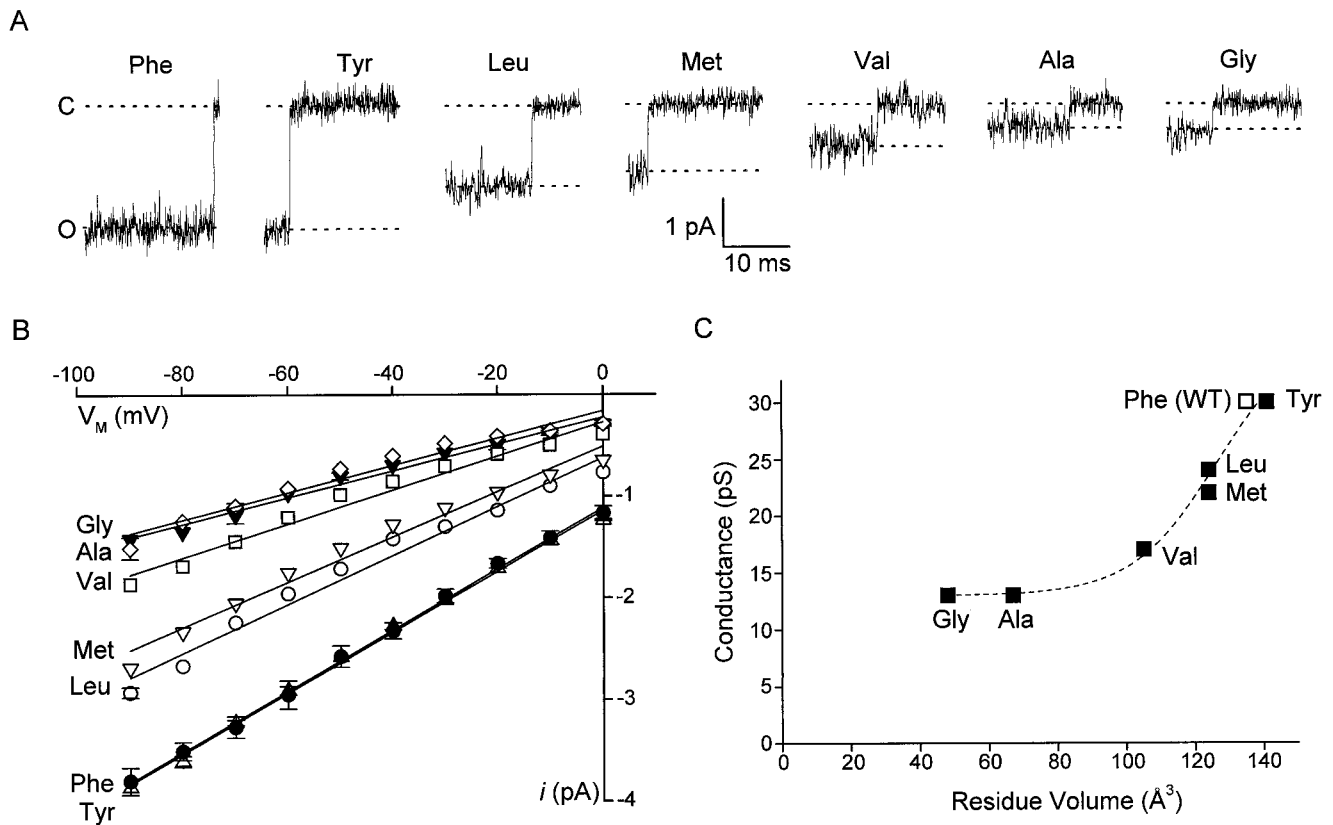 A
Phe Tyr Leu Met Val Ala Gly
C
O
1 pA
10 ms
B
-100 -80 -60 -40 -20 0
V_M (mV)
-1
-2
-3
-4
Gly
Ala
Val
Met
Leu
Phe
Tyr
i (pA)
C
Conductance (pS)
30
25
20
15
10
5
0
Phe (WT) Tyr
Leu
Met
Val
Gly Ala
0 20 40 60 80 100 120 140
Residue Volume (Å³)